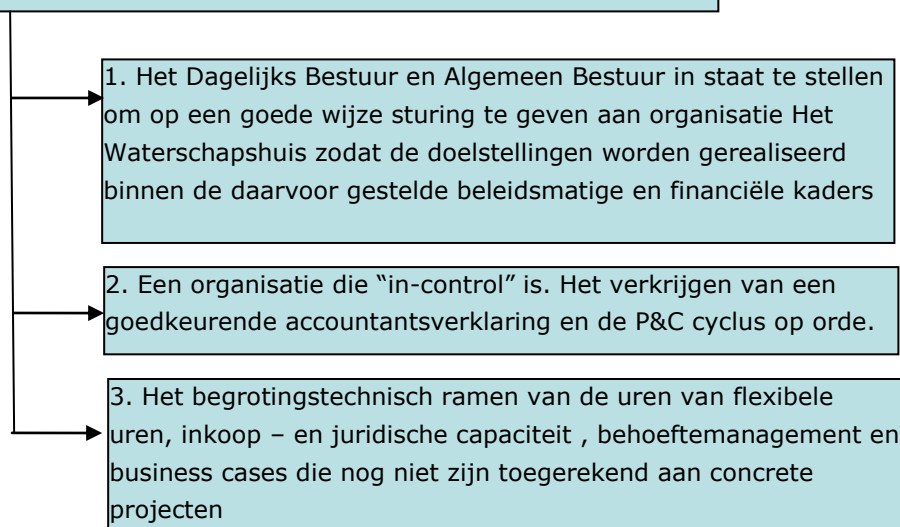 1. Het Dagelijks Bestuur en Algemeen Bestuur in staat te stellen
om op een goede wijze sturing te geven aan organisatie Het
Waterschapshuis zodat de doelstellingen worden gerealiseerd
binnen de daarvoor gestelde beleidsmatige en financiële kaders
2. Een organisatie die “in-control” is. Het verkrijgen van een
goedkeurende accountantsverklaring en de P&C cyclus op orde.
3. Het begrotingstechnisch ramen van de uren van flexibele
uren, inkoop – en juridische capaciteit , behoeftemanagement en
business cases die nog niet zijn toegerekend aan concrete
projecten